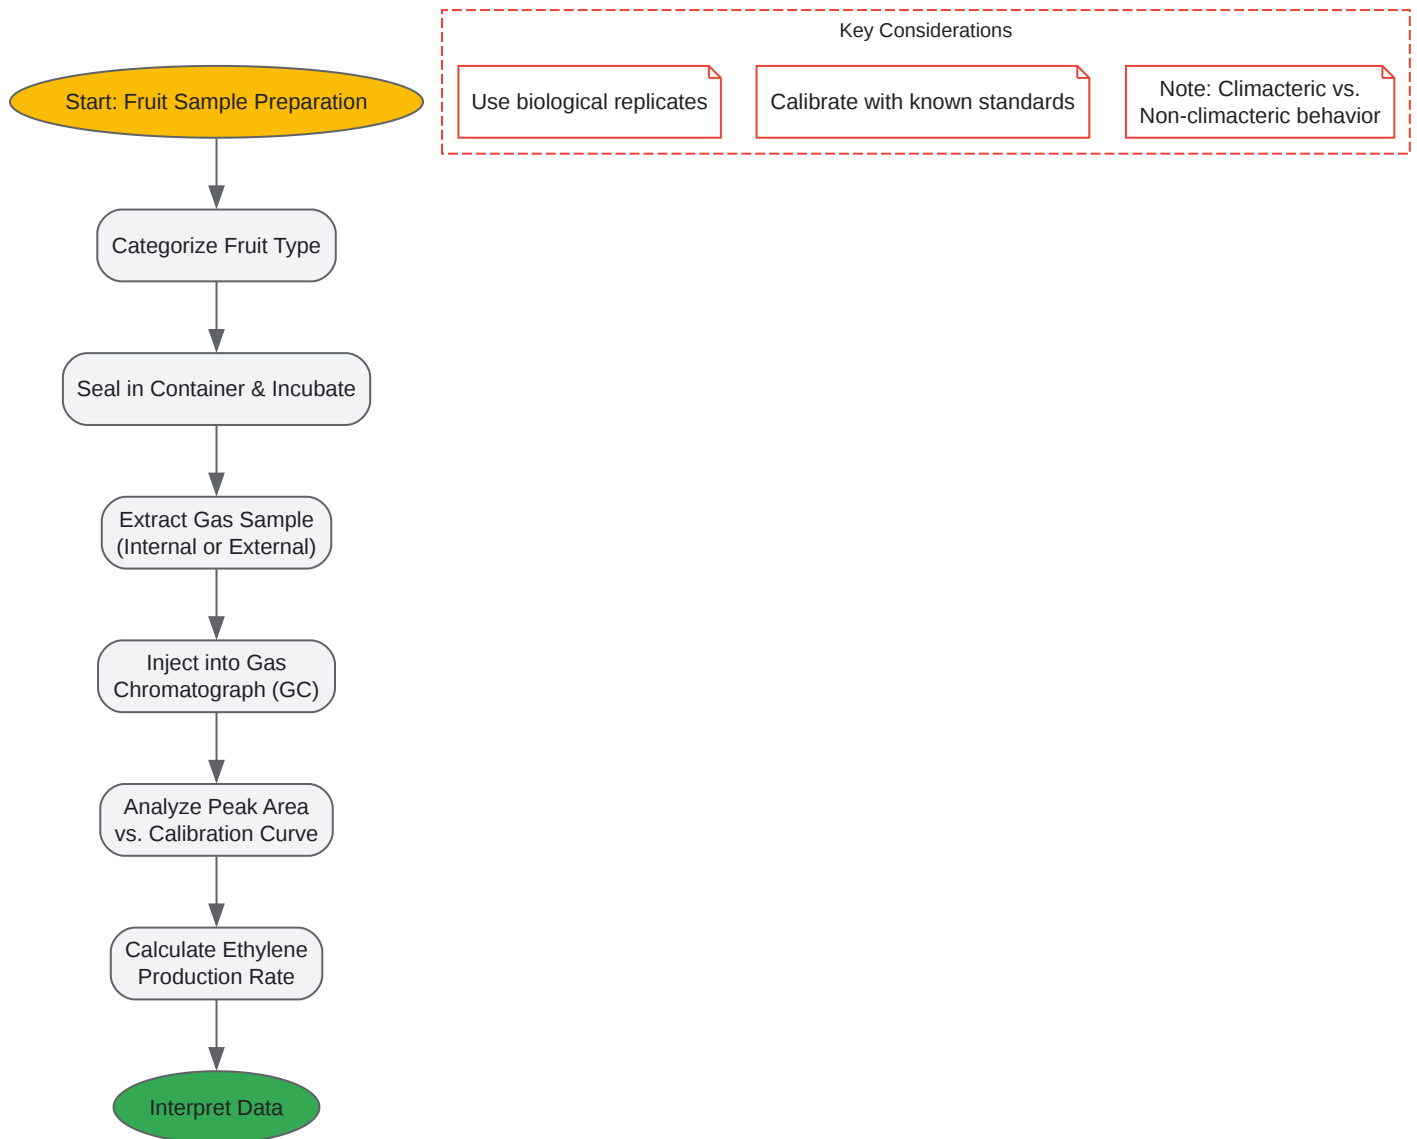 Key Considerations
Start: Fruit Sample Preparation
Use biological replicates
Calibrate with known standards
Note: Climacteric vs.
Non-climacteric behavior
Categorize Fruit Type
Seal in Container & Incubate
Extract Gas Sample
(Internal or External)
Inject into Gas
Chromatograph (GC)
Analyze Peak Area
vs. Calibration Curve
Calculate Ethylene
Production Rate
Interpret Data